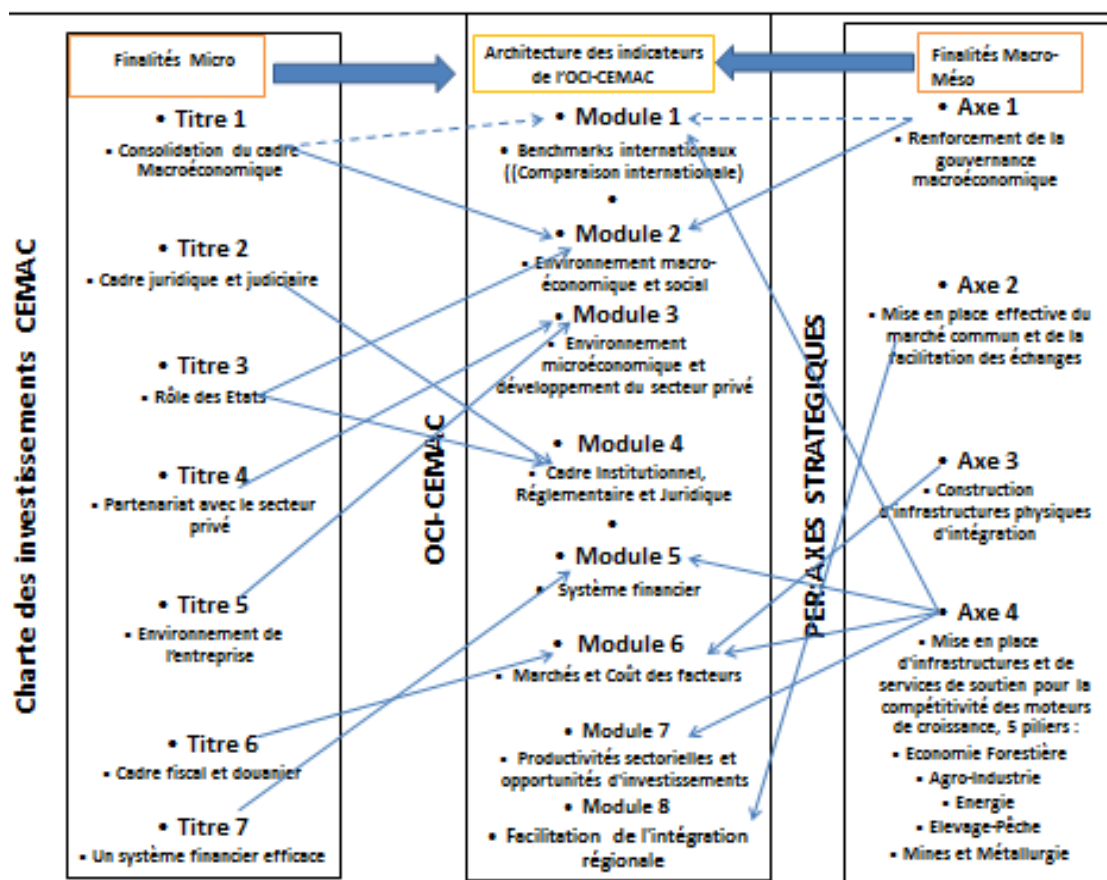 Charte des investissements CEMAC
Finalités Micro
• Titre 1
▪ Consolidation du cadre
Macroéconomique
• Titre 2
▪ Cadre juridique et judiciaire
• Titre 3
▪ Rôle des Etats
• Titre 4
▪ Partenariat avec le secteur
privé
• Titre 5
▪ Environnement de
l'entreprise
• Titre 6
▪ Cadre fiscal et douanier
• Titre 7
▪ Un système financier efficace
OCI-CEMAC
Architecture des indicateurs
de l'OCI-CEMAC
• Module 1
▪ Benchmarks internationaux
((Comparaison internationale)
•
• Module 2
▪ Environnement macro-
économique et social
• Module 3
▪ Environnement
microéconomique et
développement du secteur privé
• Module 4
▪ Cadre Institutionnel,
Réglementaire et Juridique
•
• Module 5
▪ Système financier
• Module 6
▪ Marchés et Coût des facteurs
• Module 7
▪ Productivités sectorielles et
opportunités d'investissements
• Module 8
▪ Facilitation de l'intégration
régionale
PER:AXES STRATEGIQUES
Finalités Macro-
Méso
• Axe 1
▪ Renforcement de la
gouvernance
macroéconomique
• Axe 2
▪ Mise en place effective du
marché commun et de la
facilitation des échanges
• Axe 3
▪ Construction
d'infrastructures physiques
d'intégration
• Axe 4
▪ Mise en place
d'infrastructures et de
services de soutien pour la
compétitivité des moteurs
de croissance, 5 piliers :
▪ Economie Forestière
▪ Agro-Industrie
▪ Energie
▪ Elevage-Pêche
▪ Mines et Métallurgie